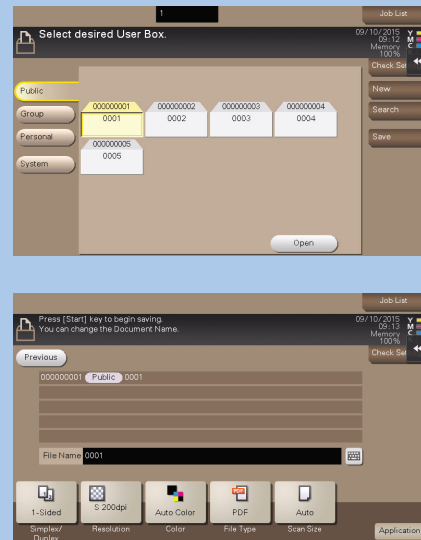 1
Job List
Select desired User Box.
09/10/2015
09:12
Memory
100%
Y
M
C
Check Set
Public
Group
Personal
System
000000001
0001
000000002
0002
000000003
0003
000000004
0004
000000005
0005
New
Search
Save
Open
Job List
Press [Start] key to begin saving.
You can change the Document Name.
09/10/2015
09:13
Memory
100%
Y
M
C
Check Set
Previous
000000001 Public 0001
File Name 0001
1-Sided
S 200dpi
Auto Color
PDF
PDF
Auto
Simplex/
Duplex
Resolution
Color
File Type
Scan Size
Application